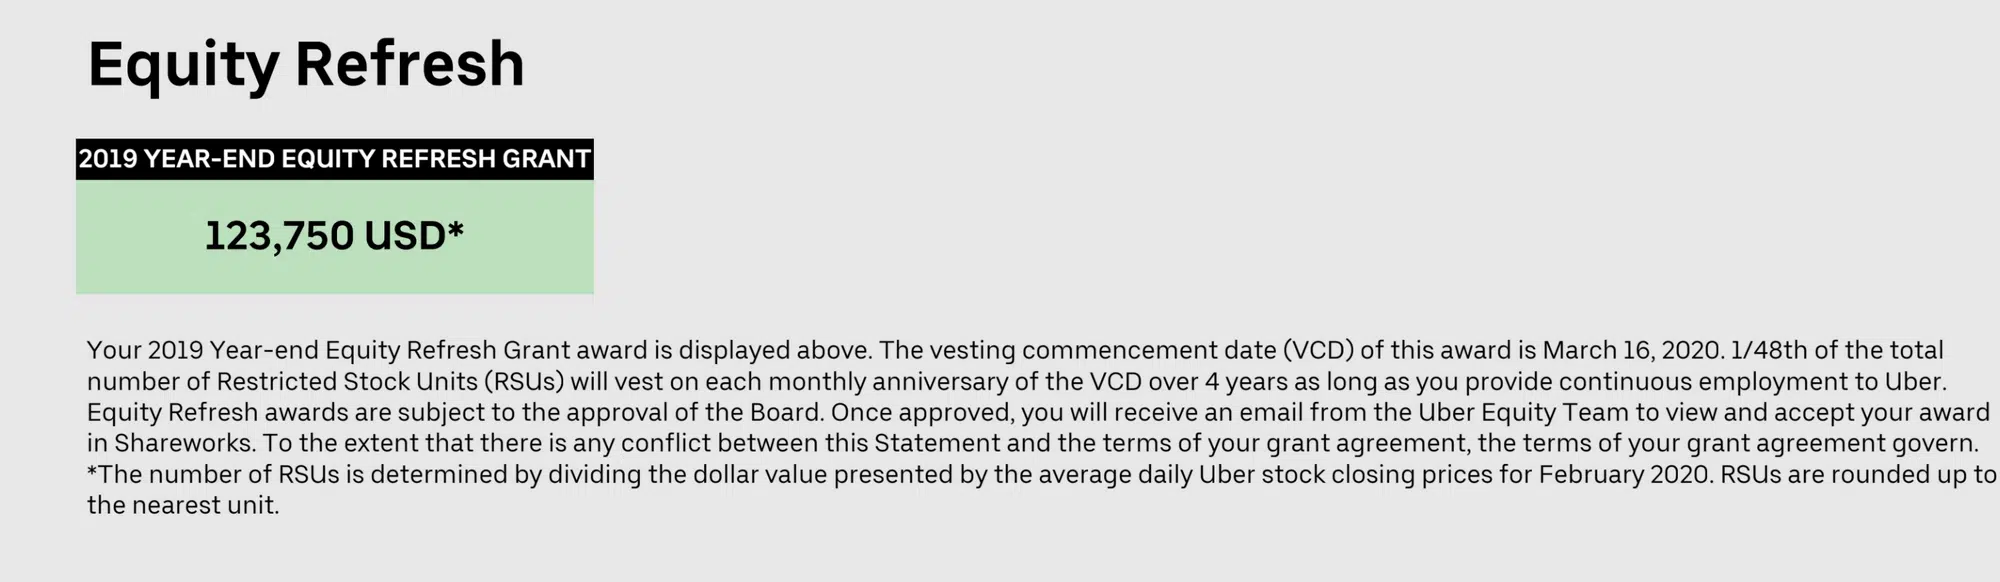 Equity Refresh
2019 YEAR-END EQUITY REFRESH GRANT
123,750 USD*
Your 2019 Year-end Equity Refresh Grant award is displayed above. The vesting commencement date (VCD) of this award is March 16, 2020. 1/48th of the total
number of Restricted Stock Units (RSUs) will vest on each monthly anniversary of the VCD over 4 years as long as you provide continuous employment to Uber.
Equity Refresh awards are subject to the approval of the Board. Once approved, you will receive an email from the Uber Equity Team to view and accept your award
in Shareworks. To the extent that there is any conflict between this Statement and the terms of your grant agreement, the terms of your grant agreement govern.
*The number of RSUs is determined by dividing the dollar value presented by the average daily Uber stock closing prices for February 2020. RSUs are rounded up to
the nearest unit.